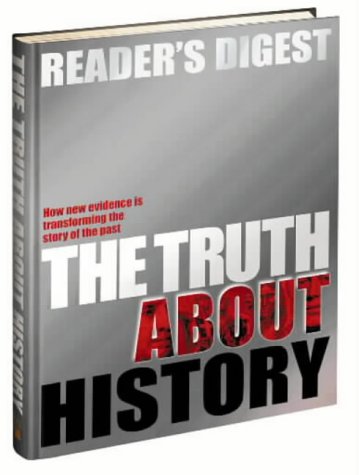 READER'S DIGEST
How new evidence is
transforming the
story of the past
THE TRUTH
ABOUT
HISTORY
THE TRUTH ABOUT HISTORY